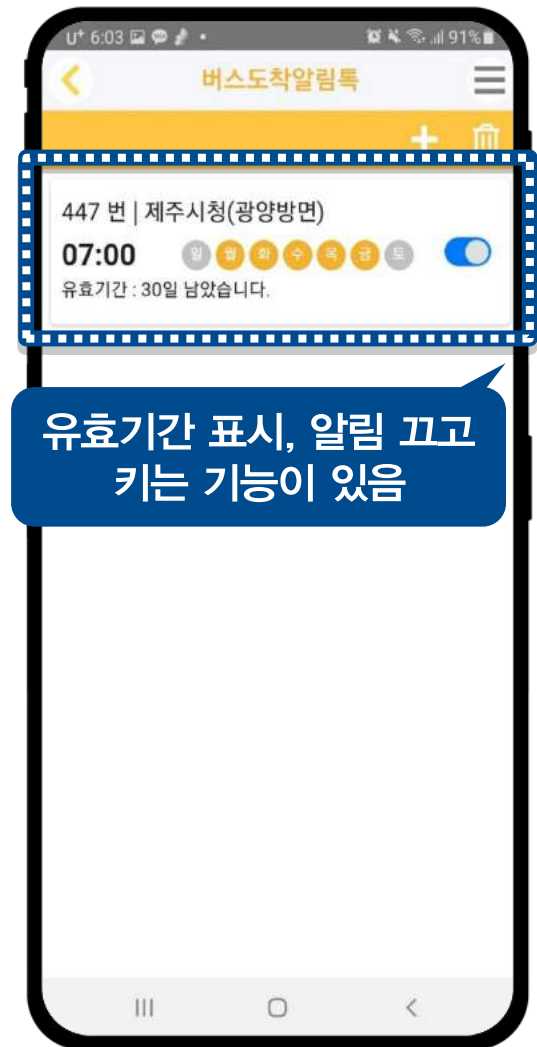 U+ 6:03 91%
버스도착알림톡
447 번 | 제주시청(광양방면)
07:00 일 월 화 수 목 금 토
유효기간 : 30일 남았습니다.
유효기간 표시, 알림 끄고
키는 기능이 있음